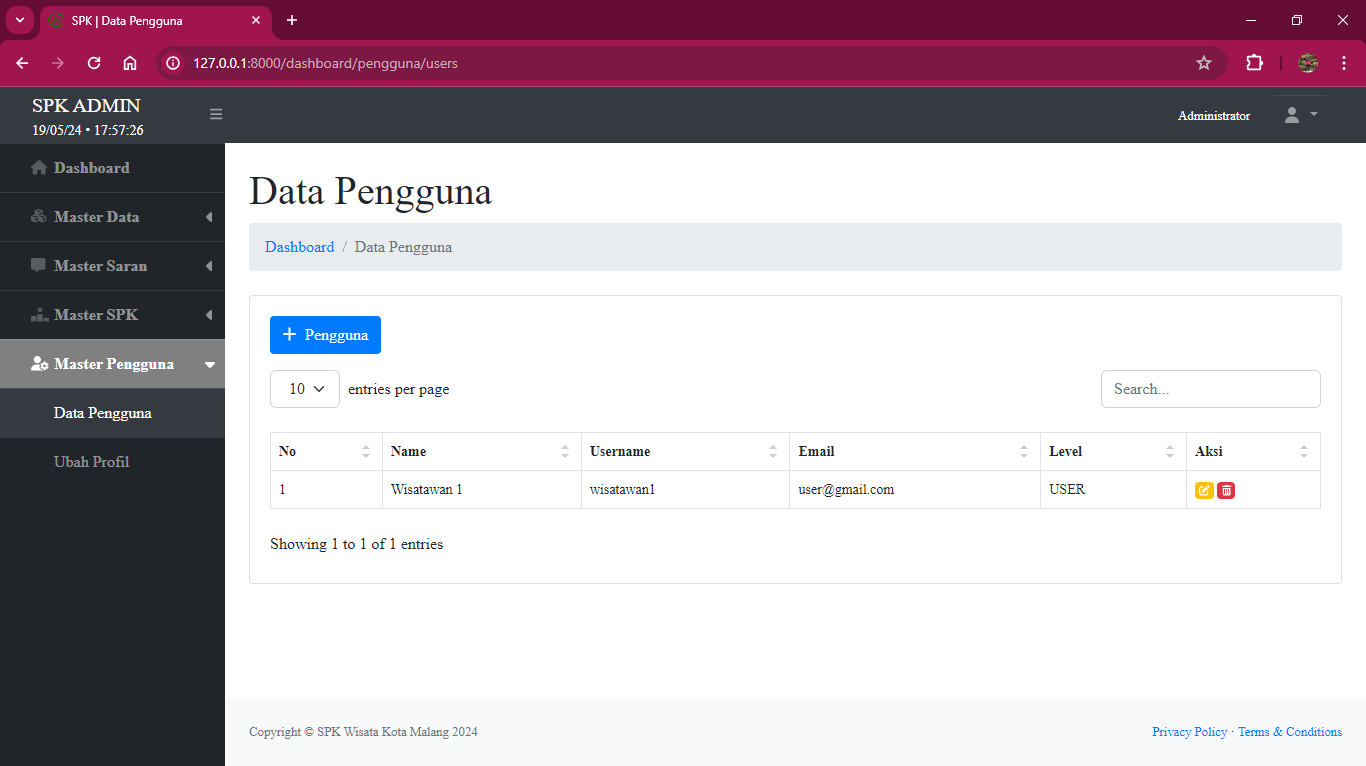 SPK | Data Pengguna
127.0.0.1:8000/dashboard/pengguna/users
SPK ADMIN
19/05/24 • 17:57:26
Administrator
Dashboard
Master Data
Master Saran
Master SPK
Master Pengguna
Data Pengguna
Ubah Profil
Data Pengguna
Dashboard / Data Pengguna
+ Pengguna
10 entries per page
Search...
No Name Username Email Level Aksi
1 Wisatawan 1 wisatawan1 user@gmail.com USER
Showing 1 to 1 of 1 entries
Copyright © SPK Wisata Kota Malang 2024
Privacy Policy · Terms & Conditions